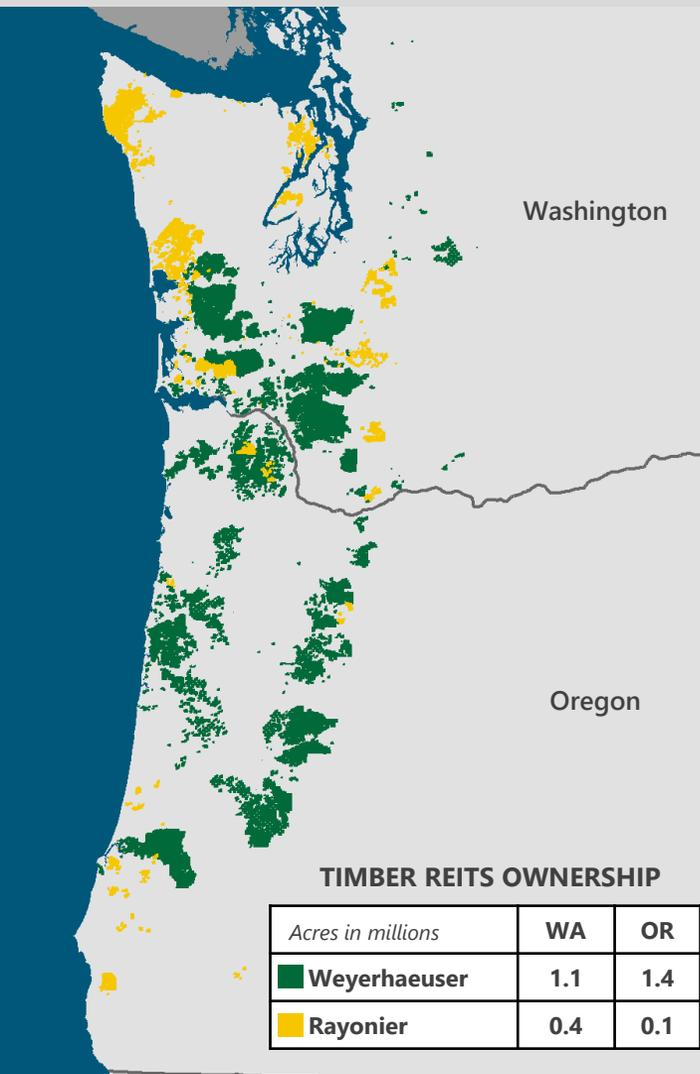 Washington
Oregon
TIMBER REITS OWNERSHIP
Acres in millions WA OR
Weyerhaeuser 1.1 1.4
Rayonier 0.4 0.1